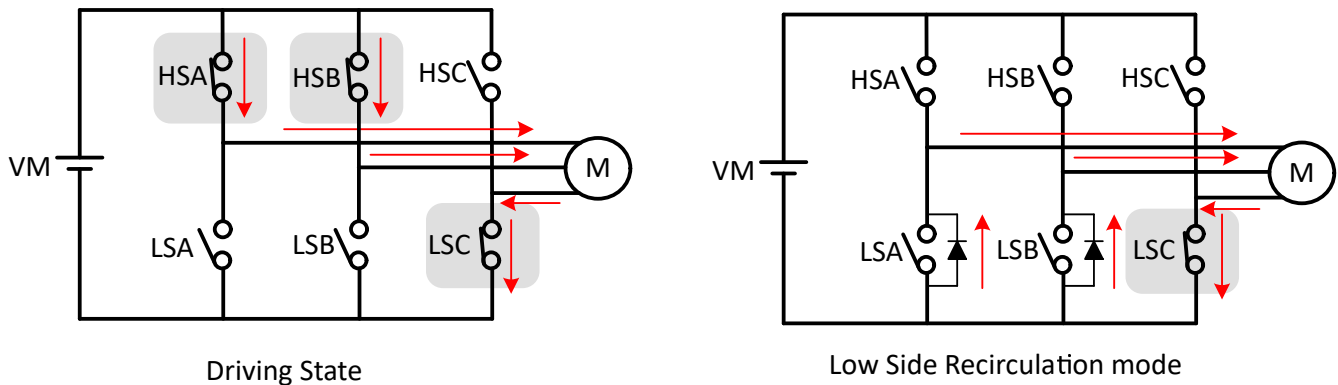 HSA
HSB
HSC
VM
M
LSA
LSB
LSC
Driving State
HSA
HSB
HSC
VM
M
LSA
LSB
LSC
Low Side Recirculation mode